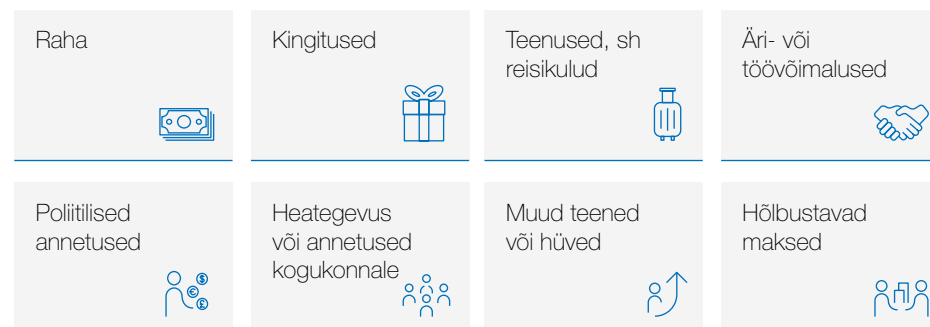 Raha
Kingitused
Teenused, sh
reisikulud
Äri- või
töövõimalused
Poliitilised
annetused
Heategevus
või annetused
kogukonnale
Muud teened
või hüved
Hõlbustavad
maksed